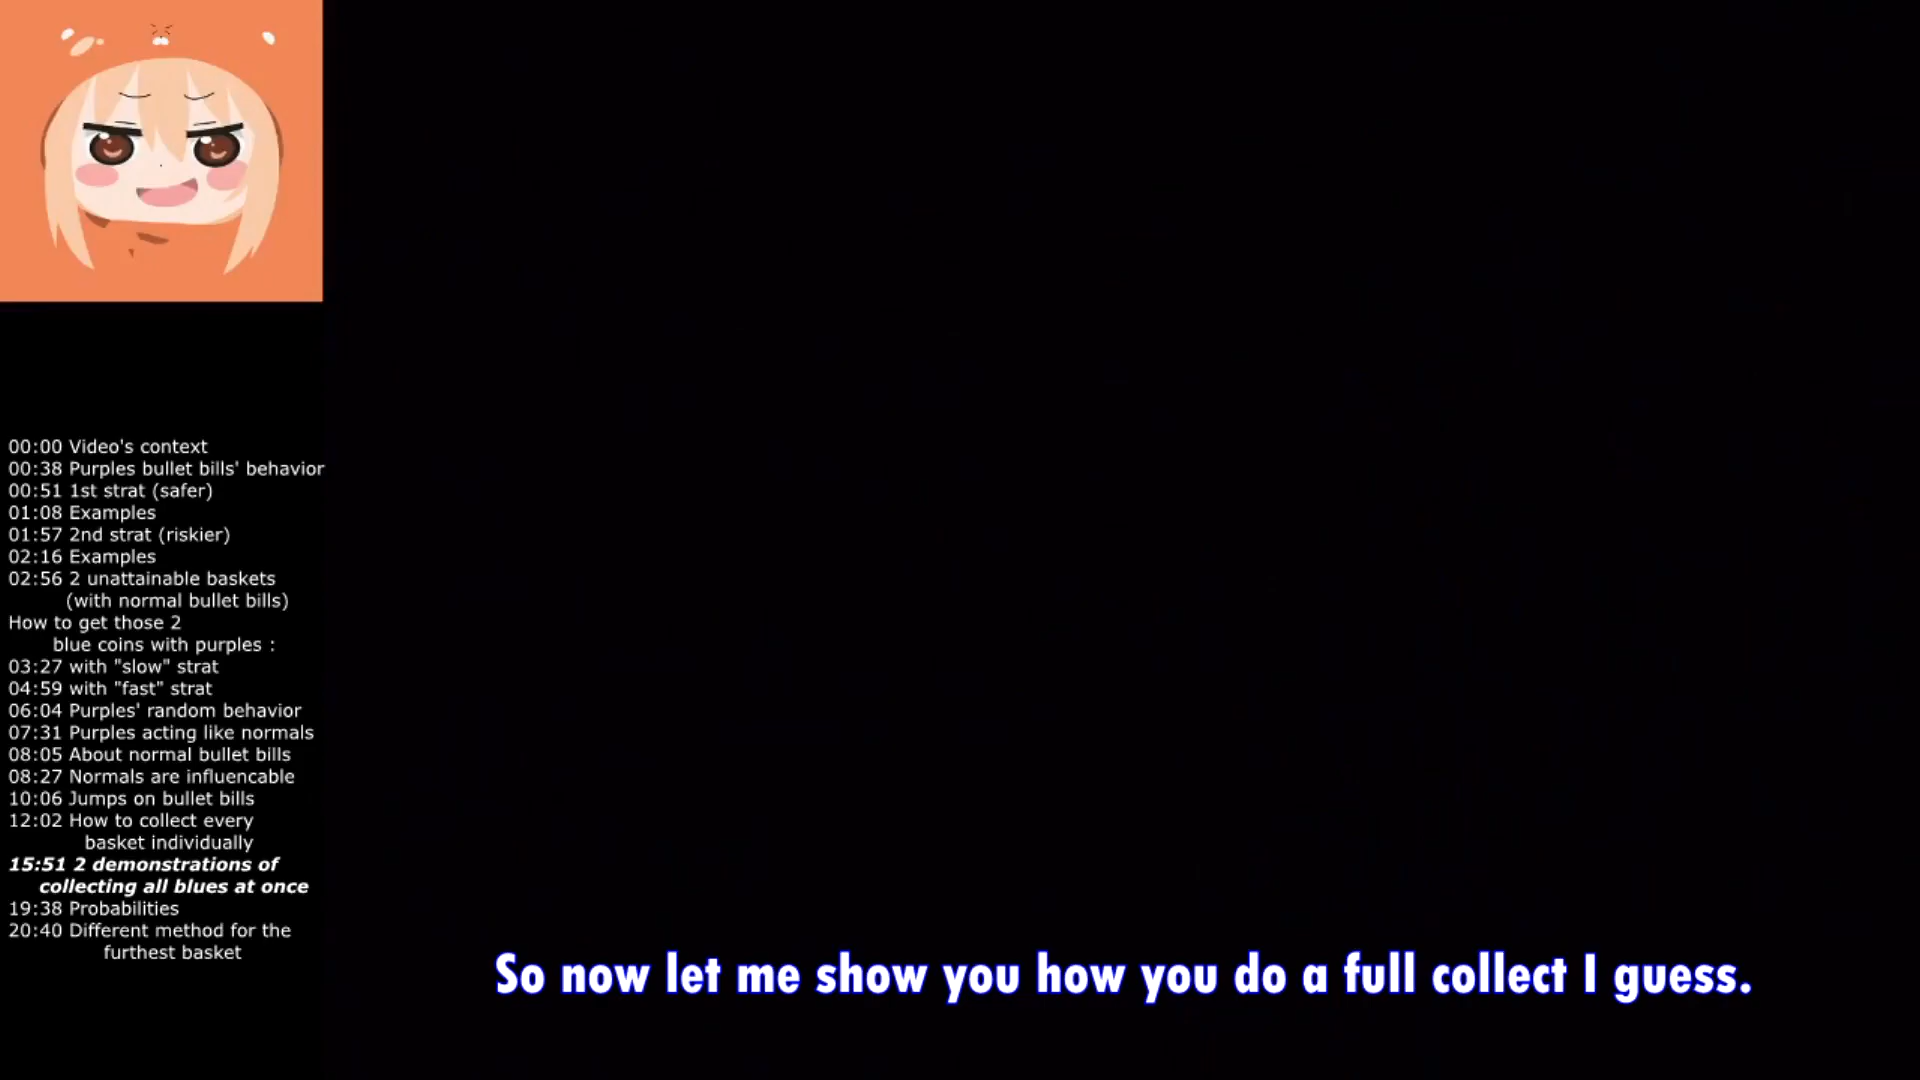 00:00 Video's context
00:38 Purples bullet bills' behavior
00:51 1st strat (safer)
01:08 Examples
01:57 2nd strat (riskier)
02:16 Examples
02:56 2 unattainable baskets
(with normal bullet bills)
How to get those 2
blue coins with purples :
03:27 with "slow" strat
04:59 with "fast" strat
06:04 Purples' random behavior
07:31 Purples acting like normals
08:05 About normal bullet bills
08:27 Normals are influencable
10:06 Jumps on bullet bills
12:02 How to collect every
basket individually
15:51 2 demonstrations of
collecting all blues at once
19:38 Probabilities
20:40 Different method for the
furthest basket
So now let me show you how you do a full collect I guess.